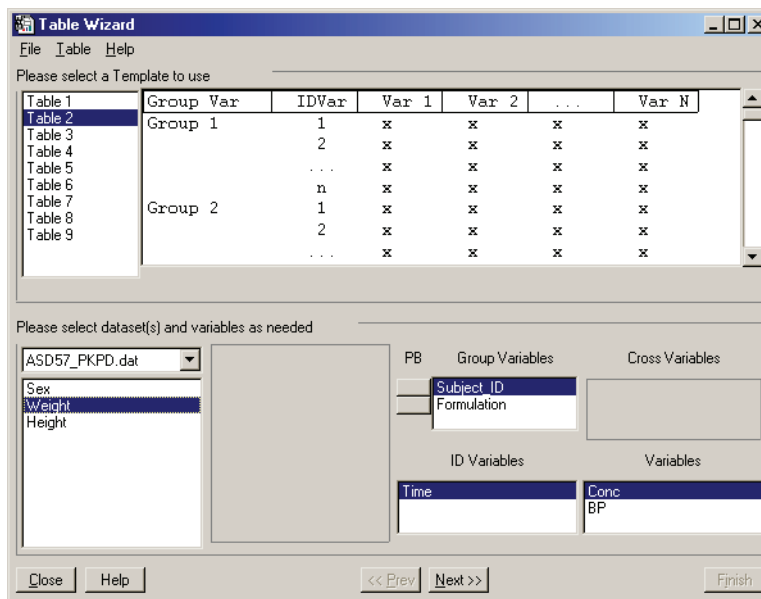 Table Wizard
File Table Help
Please select a Template to use
Table 1
Table 2
Table 3
Table 4
Table 5
Table 6
Table 7
Table 8
Table 9
Group Var IDVar Var 1 Var 2 ... Var N
Group 1 1 x x x x
2 x x x x
... x x x x
n x x x x
Group 2 1 x x x x
2 x x x x
... x x x x
Please select dataset(s) and variables as needed
ASD57_PKPD.dat
Sex
Weight
Height
PB Group Variables Cross Variables
Subject_ID
Formulation
ID Variables Variables
Time
Conc
BP
Close Help << Prev Next >> Finish